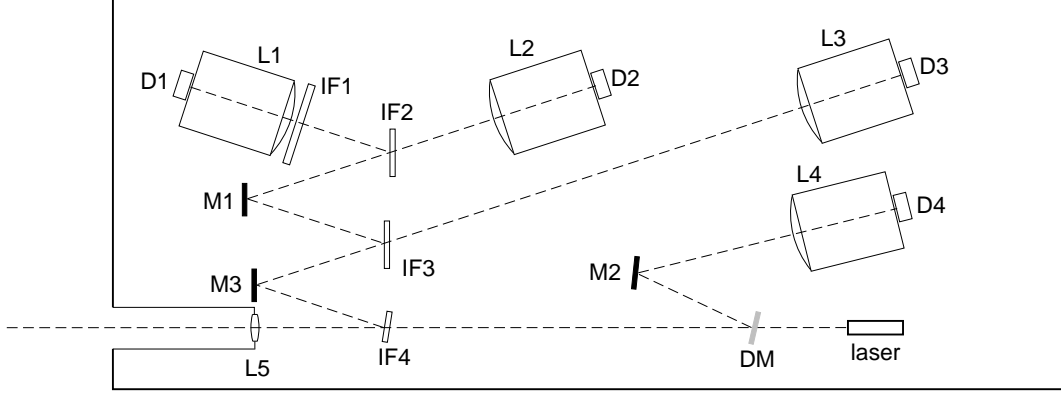 L1
L2
L3
D1
IF1
D2
D3
IF2
L4
M1
D4
IF3
M2
M3
IF4
L5
DM
laser